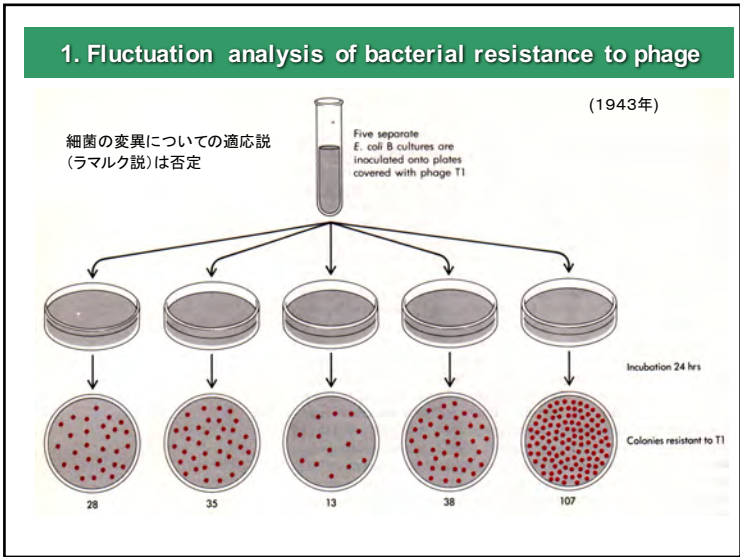 1. Fluctuation analysis of bacterial resistance to phage
(1943年)
細菌の変異についての適応説
(ラマルク説)は否定
Five separate
E. coli B cultures are
inoculated onto plates
covered with phage T1
Incubation 24 hrs
Colonies resistant to T1
28 35 13 38 107